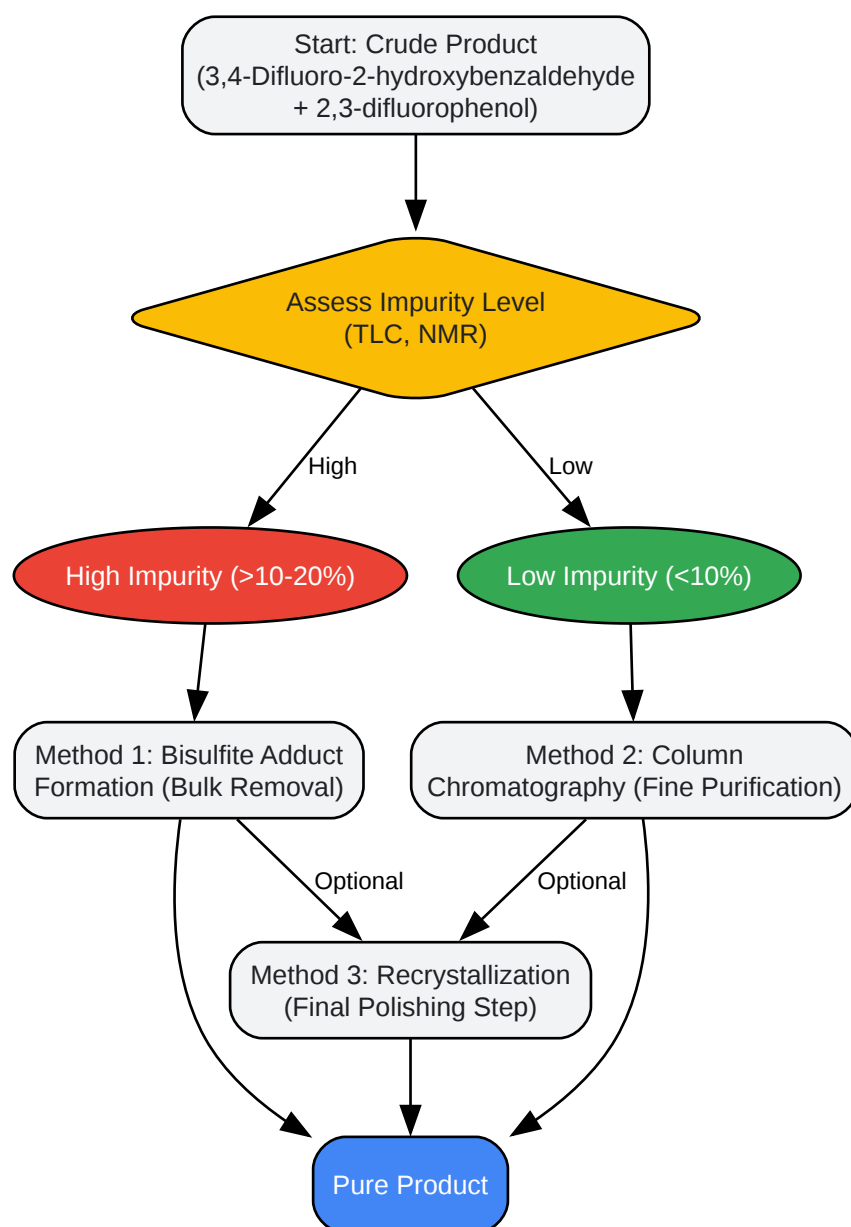 Start: Crude Product
(3,4-Difluoro-2-hydroxybenzaldehyde
+ 2,3-difluorophenol)
Assess Impurity Level
(TLC, NMR)
High
Low
High Impurity (>10-20%)
Low Impurity (<10%)
Method 1: Bisulfite Adduct
Formation (Bulk Removal)
Method 2: Column
Chromatography (Fine Purification)
Optional
Optional
Method 3: Recrystallization
(Final Polishing Step)
Pure Product